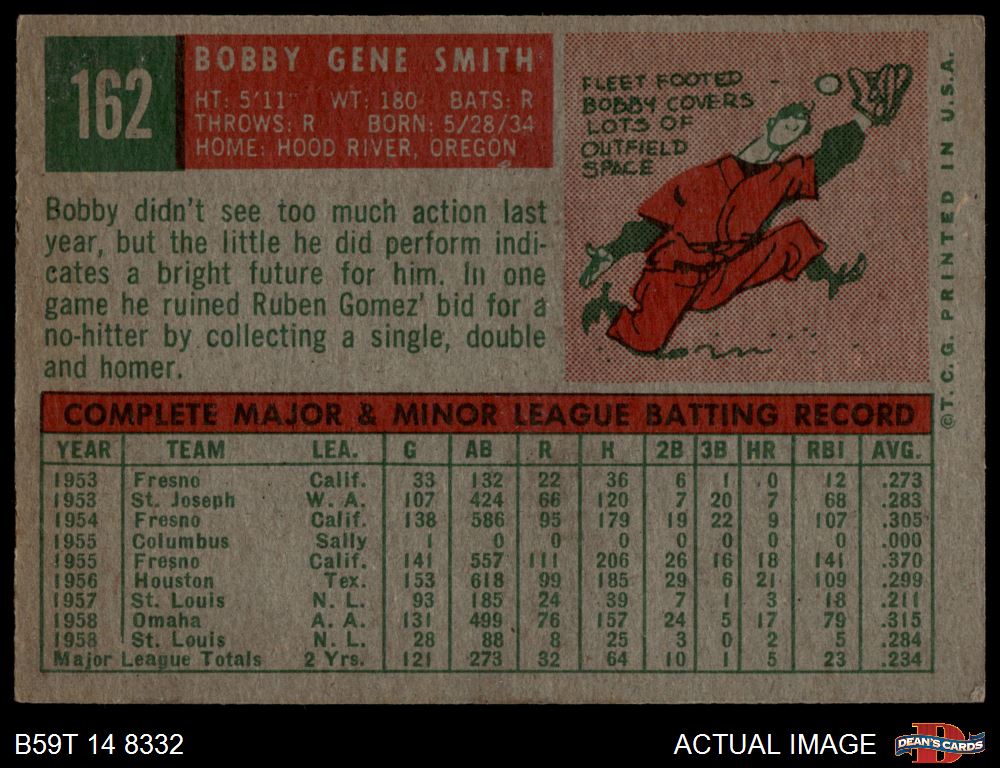 162
BOBBY GENE SMITH
HT: 5'11" WT: 180 BATS: R
THROWS: R BORN: 5/28/34
HOME: HOOD RIVER, OREGON
Bobby didn't see too much action last
year, but the little he did perform indi-
cates a bright future for him. In one
game he ruined Ruben Gomez' bid for a
no-hitter by collecting a single, double
and homer.
FLEET FOOTED -
BOBBY COVERS
LOTS OF
OUTFIELD
SPACE
©T.C.G. PRINTED IN U.S.A.
COMPLETE MAJOR & MINOR LEAGUE BATTING RECORD
YEAR TEAM LEA. G AB R H 2B 3B HR RBI AVG.
1953 Fresno Calif. 33 132 22 36 6 1 0 12 .273
1953 St. Joseph W. A. 107 424 66 120 7 20 7 68 .283
1954 Fresno Calif. 138 586 95 179 19 22 9 107 .305
1955 Columbus Sally 1 0 0 0 0 0 0 0 .000
1955 Fresno Calif. 141 557 111 206 26 16 18 141 .370
1956 Houston Tex. 153 618 99 185 29 6 21 109 .299
1957 St. Louis N. L. 93 185 24 39 7 1 3 18 .211
1958 Omaha A. A. 131 499 76 157 24 5 17 79 .315
1958 St. Louis N. L. 28 88 8 25 3 0 2 5 .284
Major League Totals 2 Yrs. 121 273 32 64 10 1 5 23 .234
B59T 14 8332
ACTUAL IMAGE
D
DEAN'S CARDS